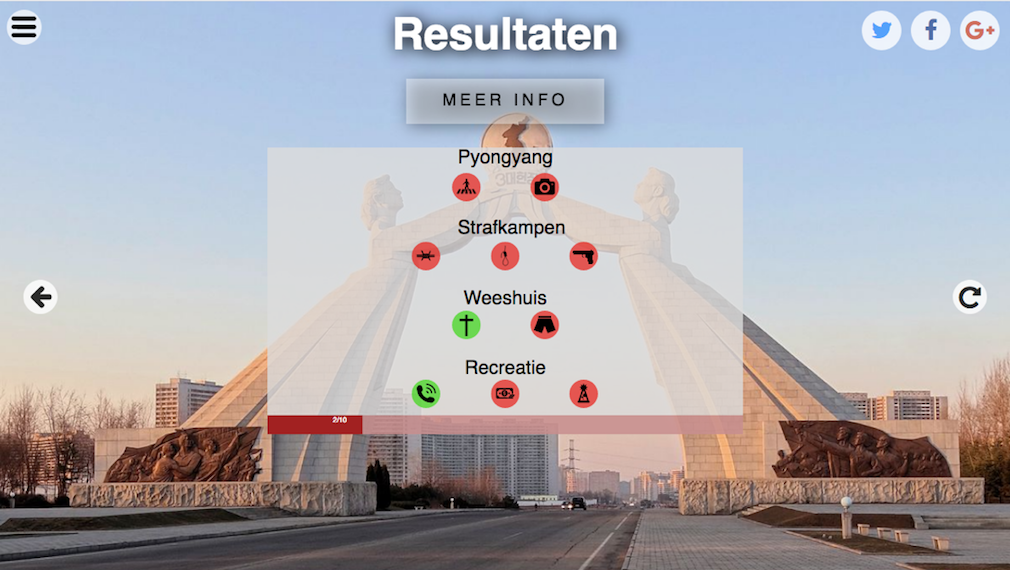 Resultaten
MEER INFO
Pyongyang
Strafkampen
Weeshuis
Recreatie
2/10